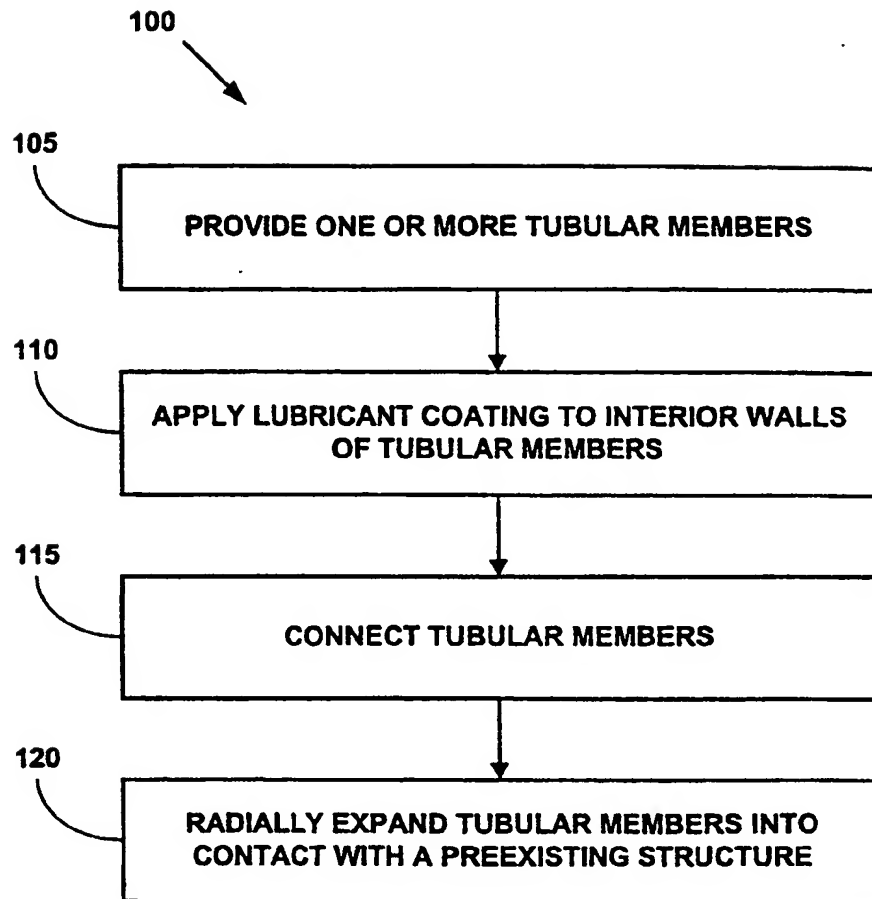 100
105
PROVIDE ONE OR MORE TUBULAR MEMBERS
110
APPLY LUBRICANT COATING TO INTERIOR WALLS
OF TUBULAR MEMBERS
115
CONNECT TUBULAR MEMBERS
120
RADIALLY EXPAND TUBULAR MEMBERS INTO
CONTACT WITH A PREEXISTING STRUCTURE